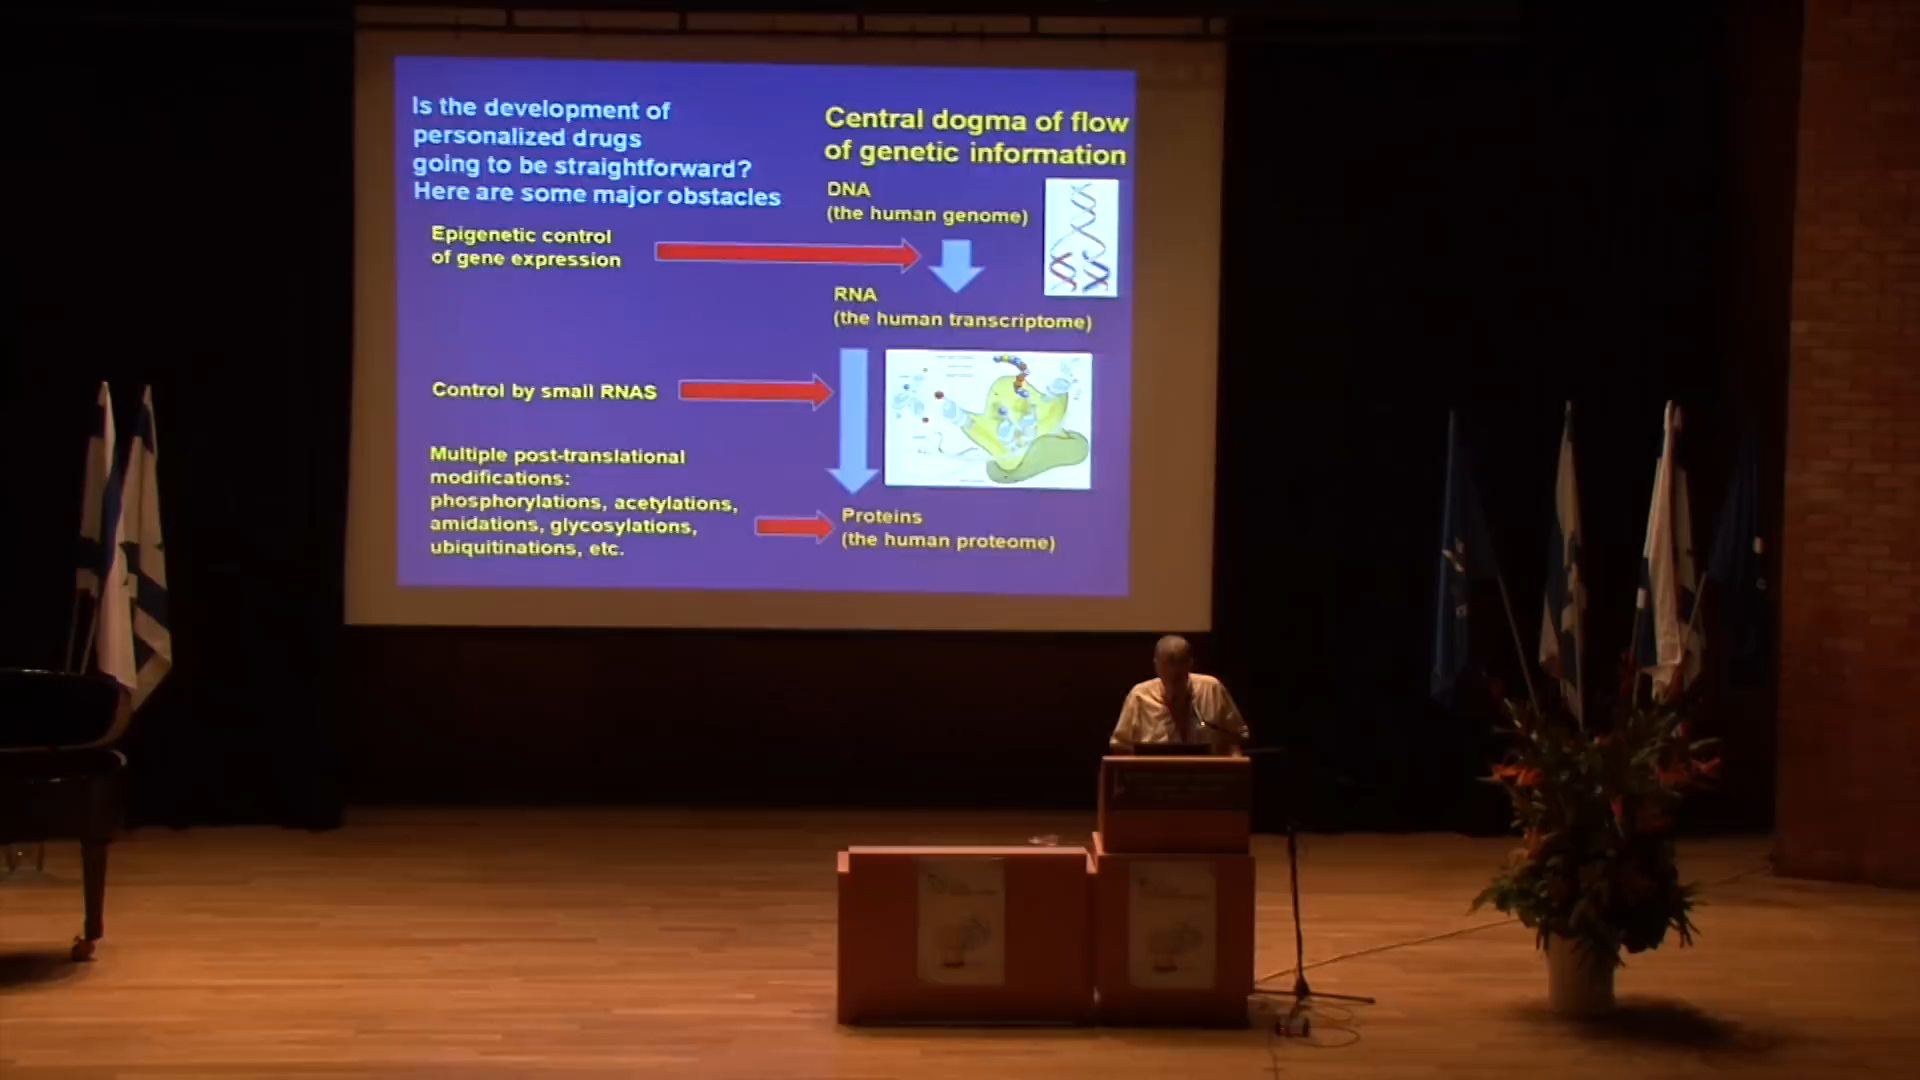 Is the development of
personalized drugs
going to be straightforward?
Here are some major obstacles
Central dogma of flow
of genetic information
DNA
(the human genome)
Epigenetic control
of gene expression
RNA
(the human transcriptome)
Control by small RNAS
Multiple post-translational
modifications:
phosphorylations, acetylations,
amidations, glycosylations,
ubiquitinations, etc.
Proteins
(the human proteome)